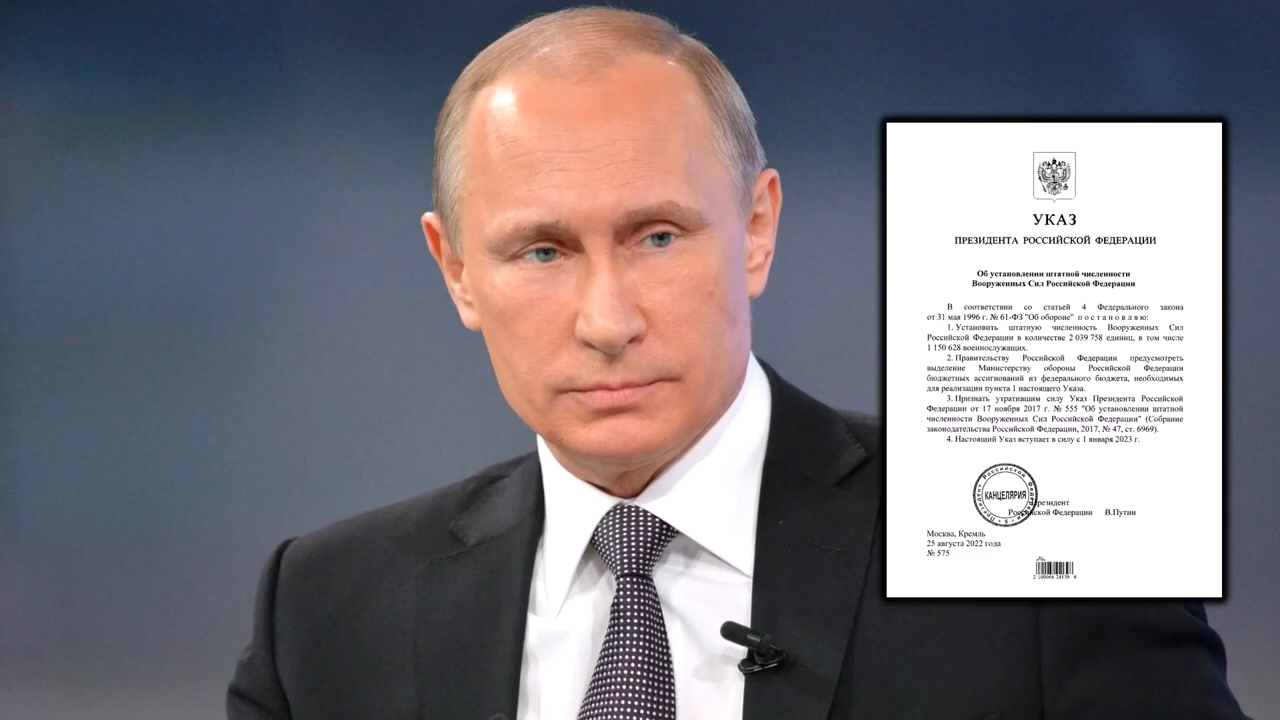 УКАЗ
ПРЕЗИДЕНТА РОССИЙСКОЙ ФЕДЕРАЦИИ
Об установлении штатной численности
Вооруженных Сил Российской Федерации
В соответствии со статьей 4 Федерального закона
от 31 мая 1996 г. № 61-ФЗ "Об обороне" п о с т а н о в л я ю:
1. Установить штатную численность Вооруженных Сил
Российской Федерации в количестве 2 039 758 единиц, в том числе
1 150 628 военнослужащих.
2. Правительству Российской Федерации предусмотреть
выделение Министерству обороны Российской Федерации
бюджетных ассигнований из федерального бюджета, необходимых
для реализации пункта 1 настоящего Указа.
3. Признать утратившим силу Указ Президента Российской
Федерации от 17 ноября 2017 г. № 555 "Об установлении штатной
численности Вооруженных Сил Российской Федерации" (Собрание
законодательства Российской Федерации, 2017, № 47, ст. 6969).
4. Настоящий Указ вступает в силу с 1 января 2023 г.
КАНЦЕЛЯРИЯ
Президент Российской Федерации
Президент
Российской Федерации В.Путин
Москва, Кремль
25 августа 2022 года
№ 575